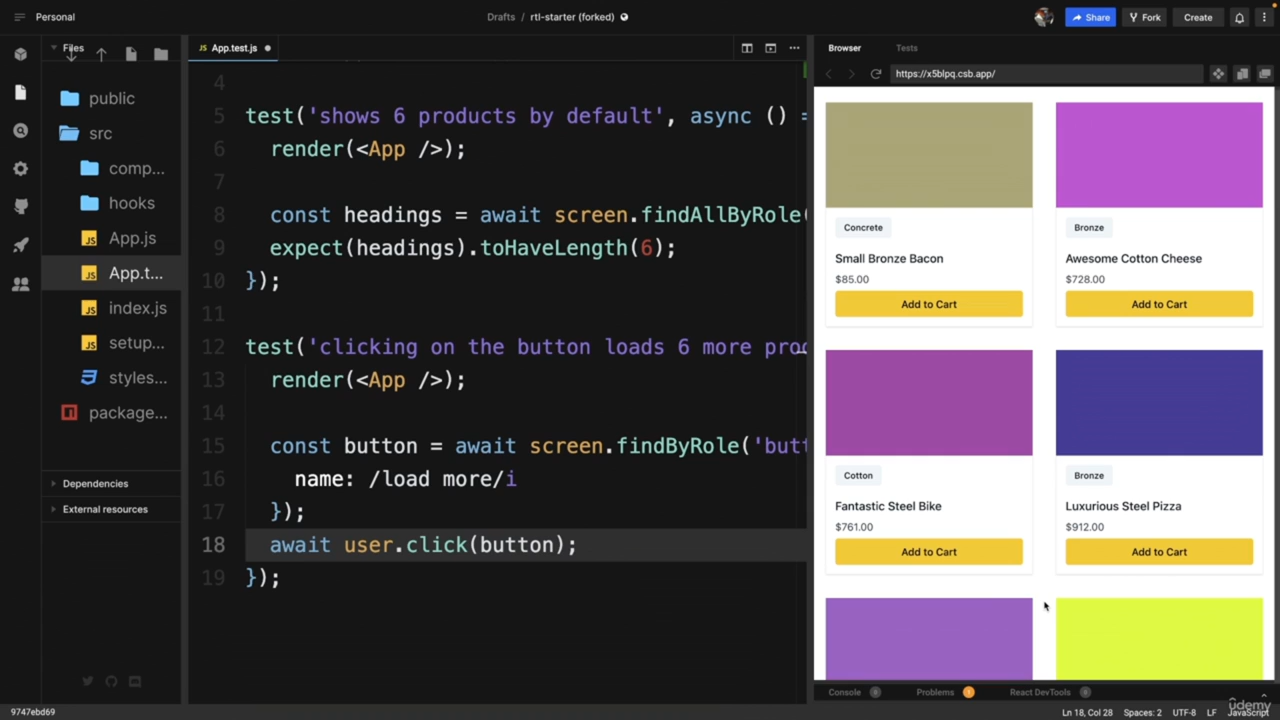 Personal
Drafts / rtl-starter (forked)
Share
Fork
Create
Files
public
src
comp...
hooks
App.js
App.t...
index.js
setup...
styles...
package...
Dependencies
External resources
App.test.js
4
5 test('shows 6 products by default', async () =
6 render(<App />);
7
8 const headings = await screen.findAllByRole(
9 expect(headings).toHaveLength(6);
10 });
11
12 test('clicking on the button loads 6 more pro
13 render(<App />);
14
15 const button = await screen.findByRole('butt
16 name: /load more/i
17 });
18 await user.click(button);
19 });
Browser
Tests
https://x5blpq.csb.app/
Concrete
Small Bronze Bacon
$85.00
Add to Cart
Bronze
Awesome Cotton Cheese
$728.00
Add to Cart
Cotton
Fantastic Steel Bike
$761.00
Add to Cart
Bronze
Luxurious Steel Pizza
$912.00
Add to Cart
Console 0
Problems 1
React DevTools 0
9747ebd69
Ln 18, Col 28
Spaces: 2
UTF-8
LF
JavaScript
udemy